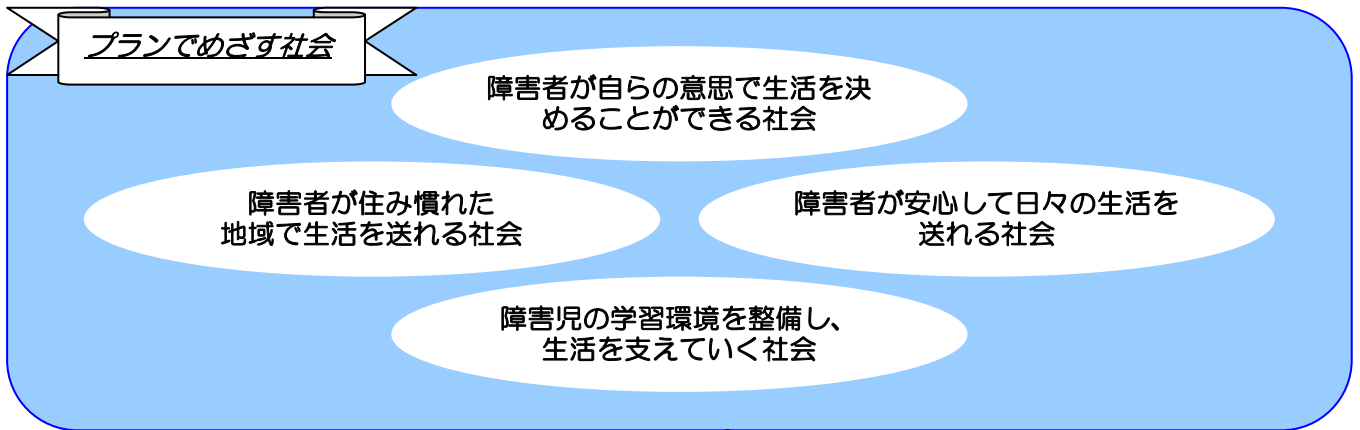 プランでめざす社会
障害者が自らの意思で生活を決
めることができる社会
障害者が住み慣れた
地域で生活を送れる社会
障害者が安心して日々の生活を
送れる社会
障害児の学習環境を整備し、
生活を支えていく社会